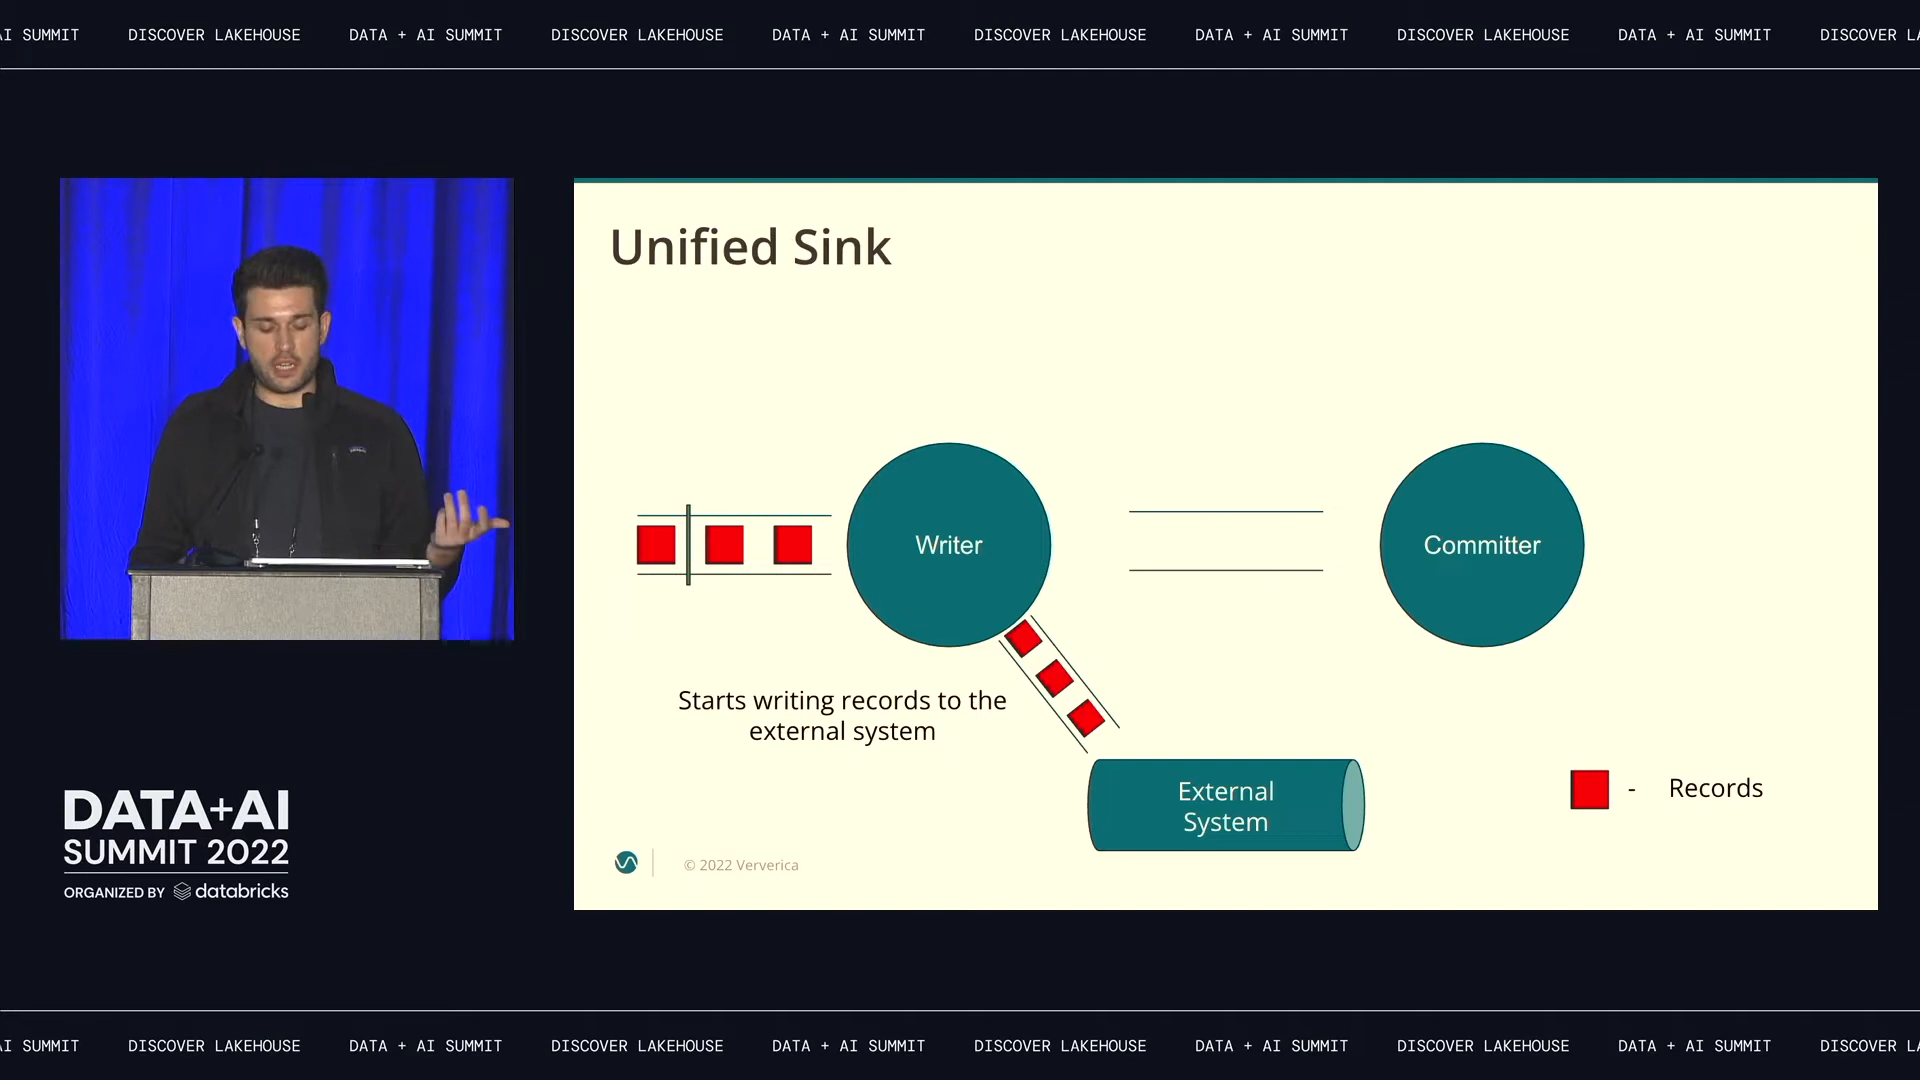 AI SUMMIT DISCOVER LAKEHOUSE DATA + AI SUMMIT DISCOVER LAKEHOUSE DATA + AI SUMMIT DISCOVER LAKEHOUSE DATA + AI SUMMIT DISCOVER LAKEHOUSE DATA + AI SUMMIT DISCOVER LA
Unified Sink
Writer
Committer
Starts writing records to the
external system
External
System
- Records
© 2022 Ververica
DATA+AI
SUMMIT 2022
ORGANIZED BY databricks
AI SUMMIT DISCOVER LAKEHOUSE DATA + AI SUMMIT DISCOVER LAKEHOUSE DATA + AI SUMMIT DISCOVER LAKEHOUSE DATA + AI SUMMIT DISCOVER LAKEHOUSE DATA + AI SUMMIT DISCOVER LA